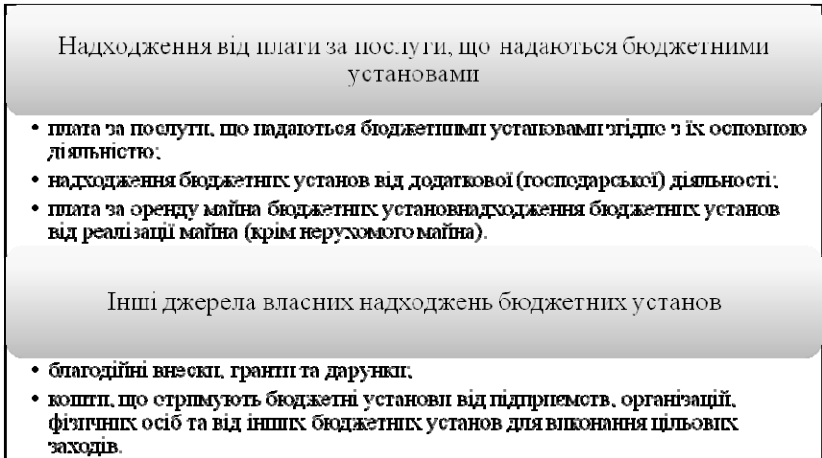 Надходження від плати за послуги, що надаються бюджетними
установами
• плата за послуги, що надаються бюджетними установами згідно з їх основною
діяльністю;
• надходження бюджетних установ від додаткової (господарської) діяльності;
• плата за оренду майна бюджетних установнадходження бюджетних установ
від реалізації майна (крім нерухомого майна).
Інші джерела власних надходжень бюджетних установ
• благодійні внески, гранти та дарунки;
• кошти, що отримують бюджетні установи від підприємств, організацій,
фізичних осіб та від інших бюджетних установ для виконання цільових
заходів.